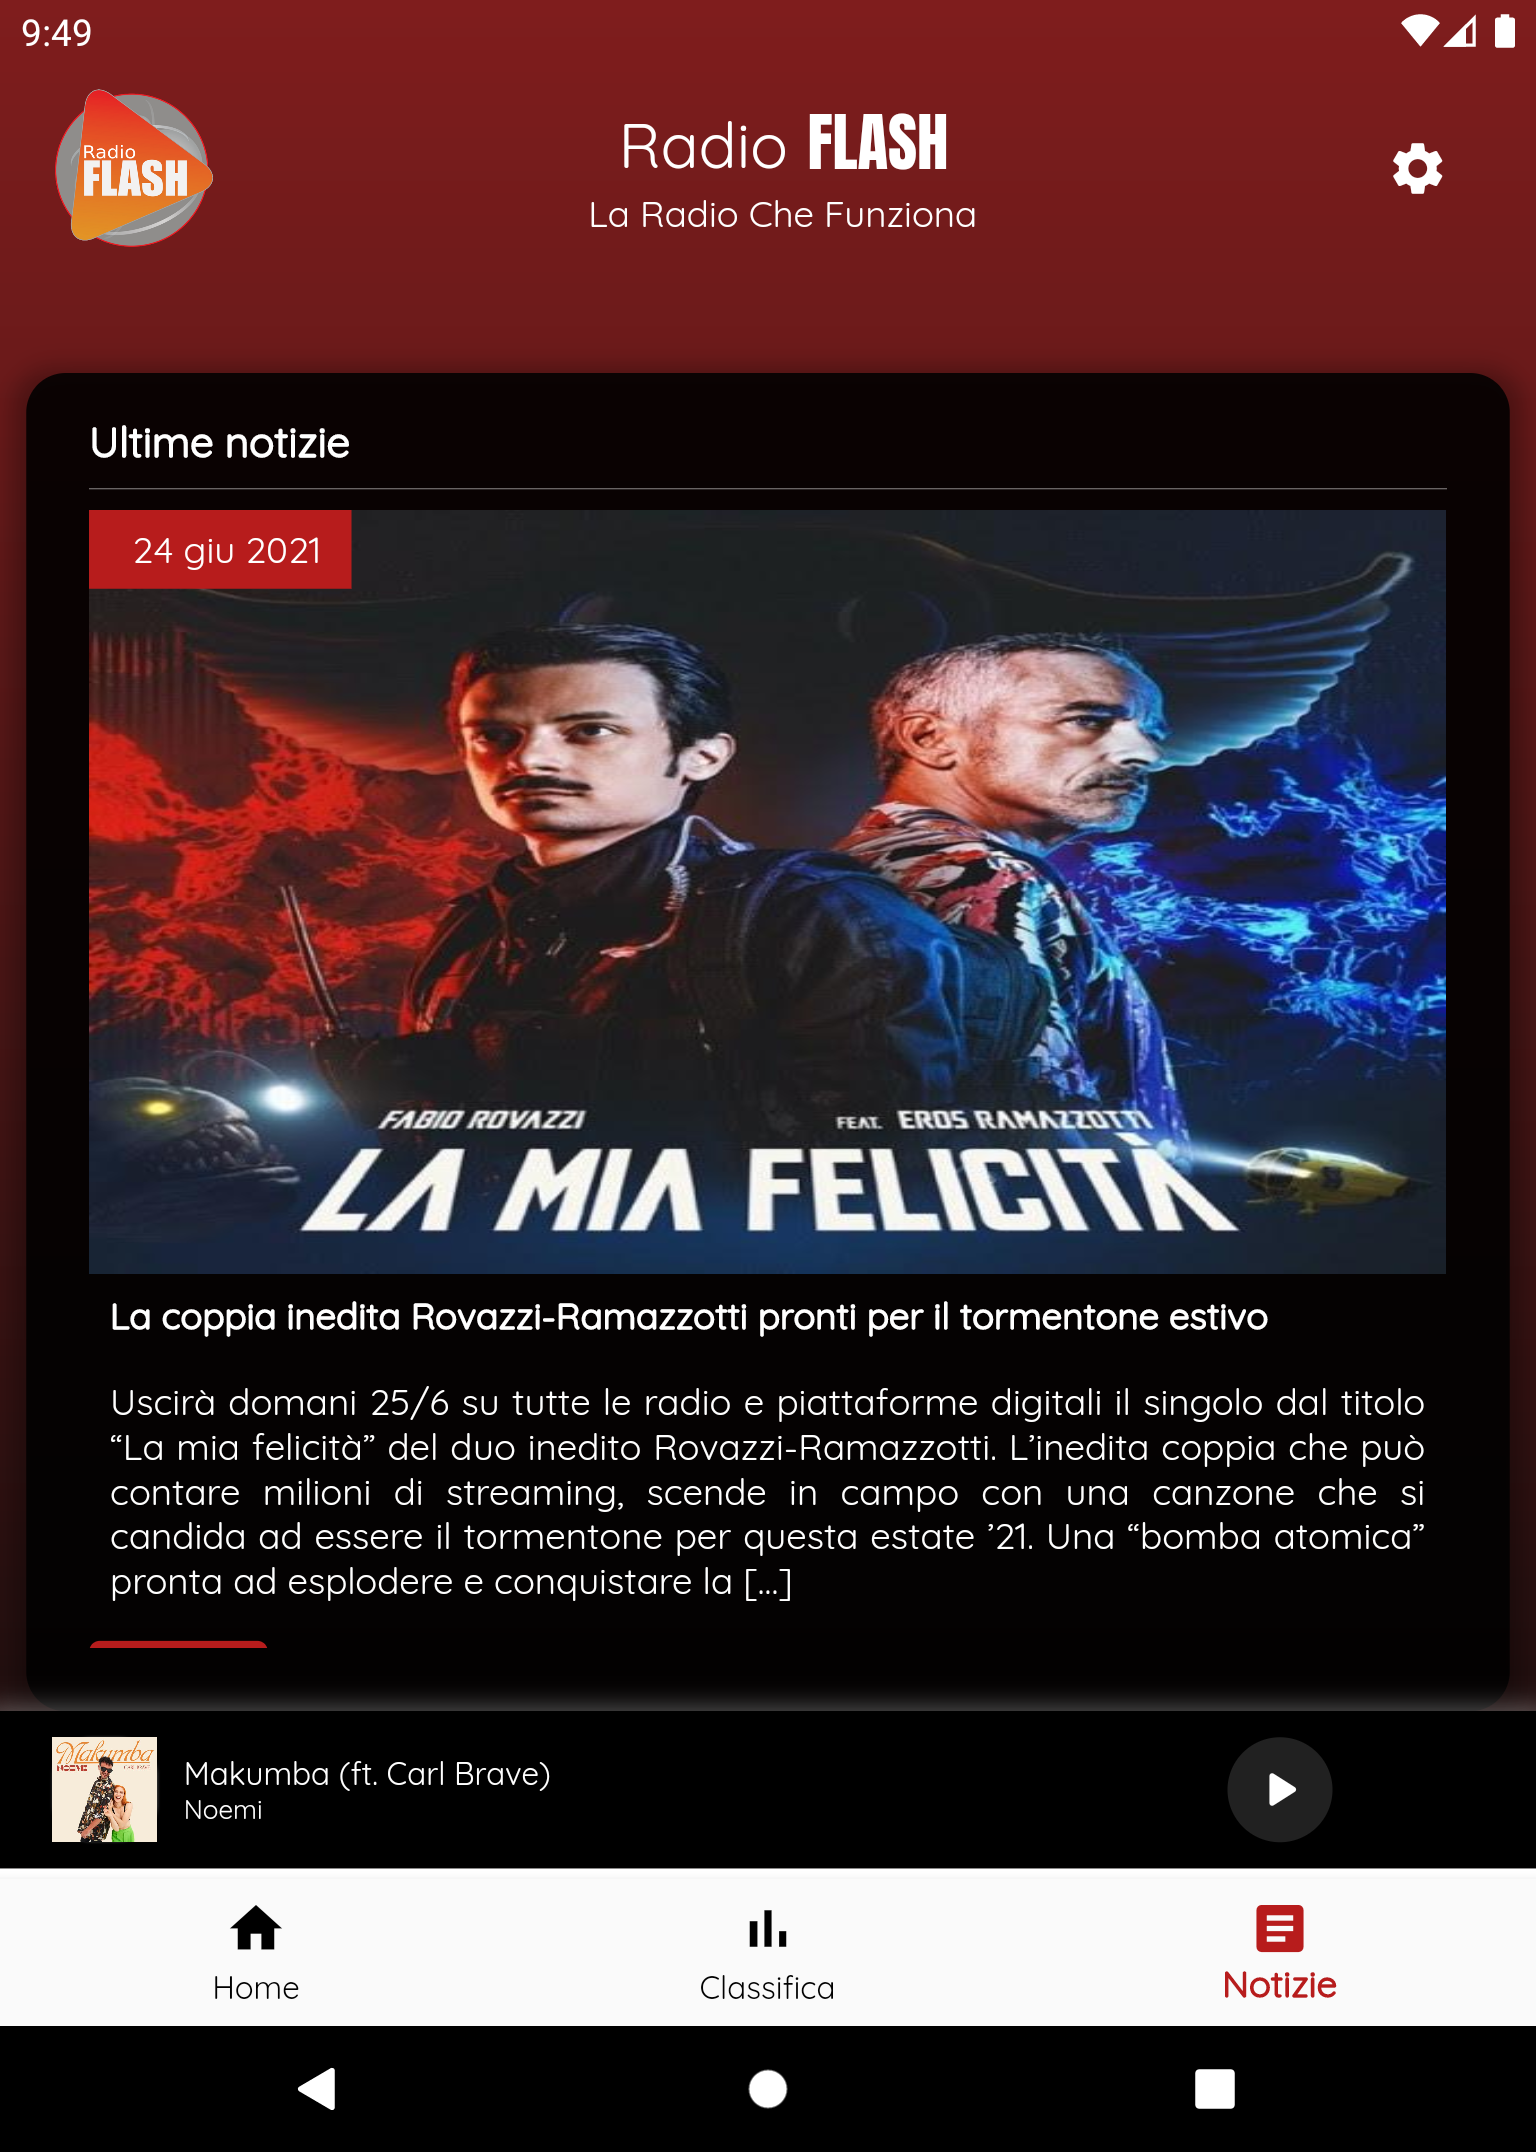 9:49
Radio
FLASH
Radio FLASH
La Radio Che Funziona
Ultime notizie
24 giu 2021
FABIO ROVAZZI
FEAT. EROS RAMAZZOTTI
LA MIA FELICITÀ
La coppia inedita Rovazzi-Ramazzotti pronti per il tormentone estivo
Uscirà domani 25/6 su tutte le radio e piattaforme digitali il singolo dal titolo
“La mia felicità” del duo inedito Rovazzi-Ramazzotti. L’inedita coppia che può
contare milioni di streaming, scende in campo con una canzone che si
candida ad essere il tormentone per questa estate ’21. Una “bomba atomica”
pronta ad esplodere e conquistare la [...]
Makumba
NOEMI
Makumba (ft. Carl Brave)
Noemi
Home
Classifica
Notizie